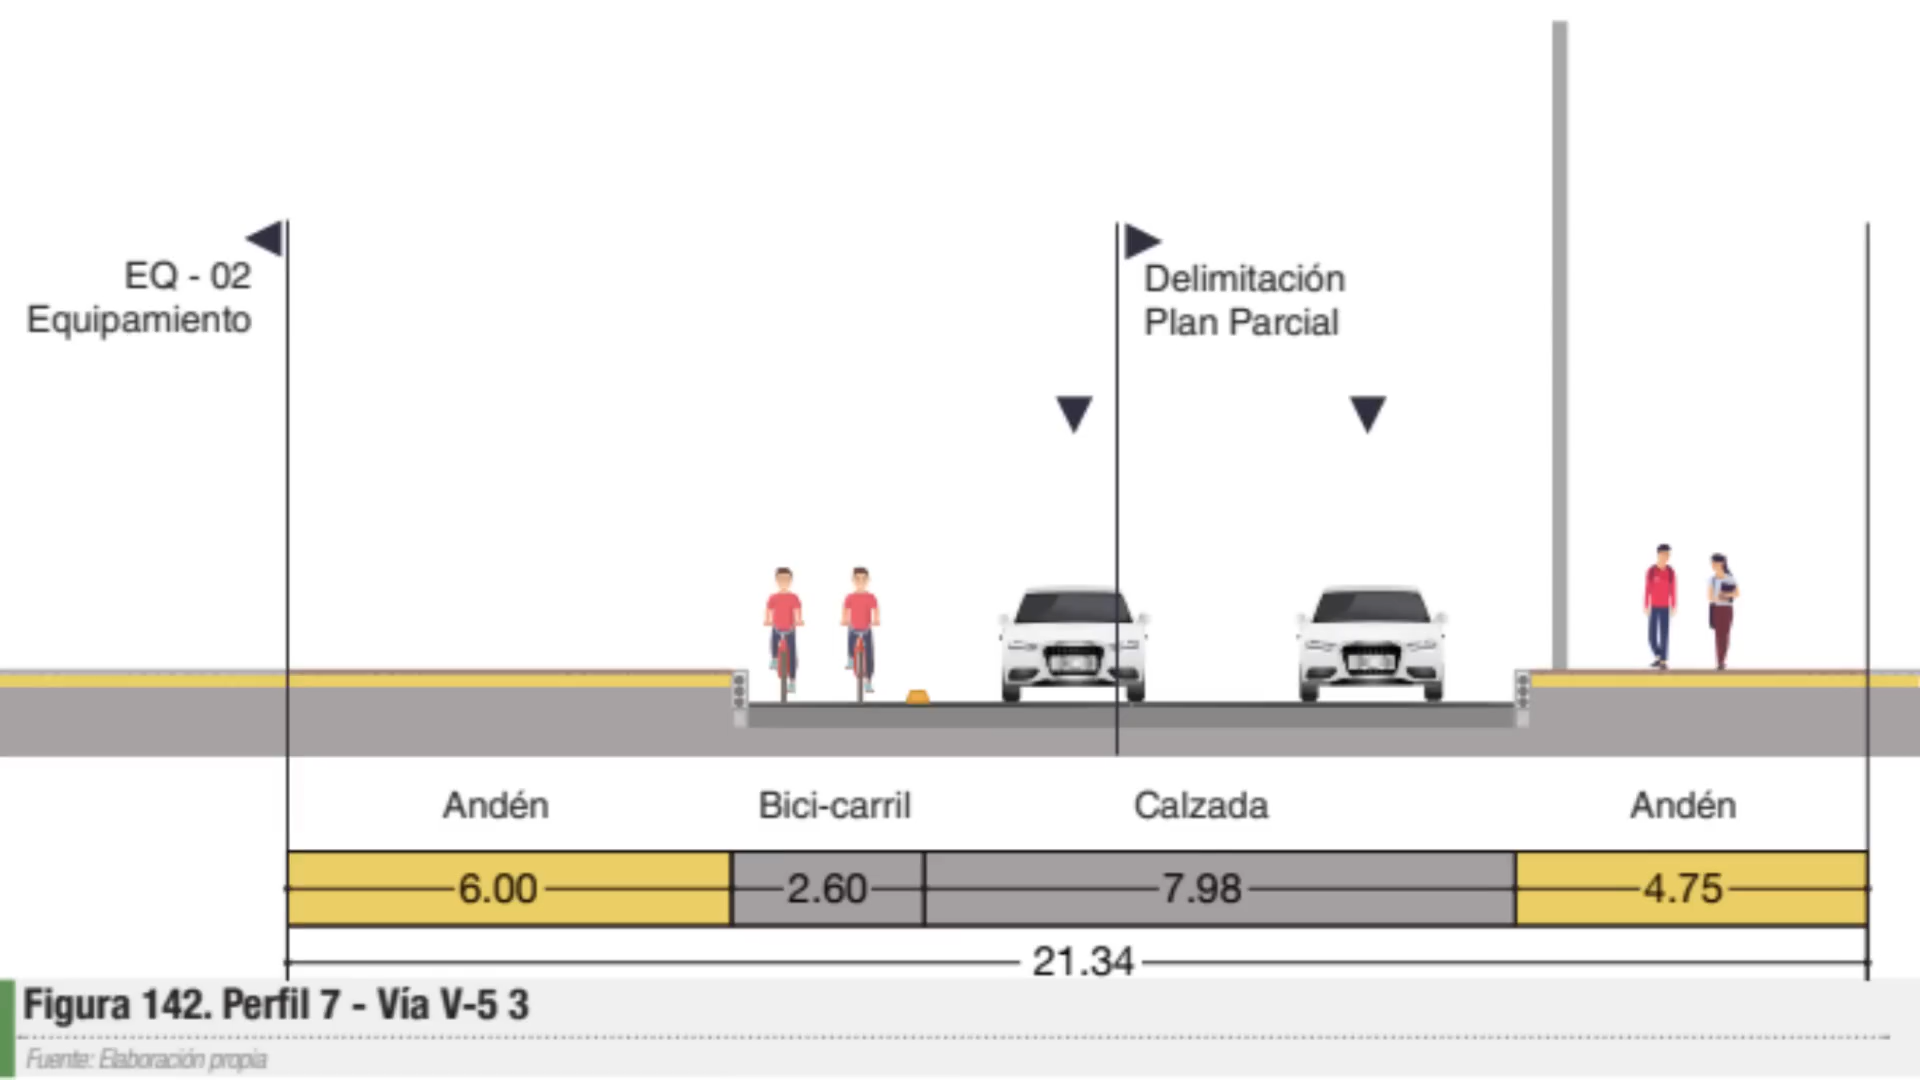 EQ - 02
Equipamiento
Delimitación
Plan Parcial
Andén
Bici-carril
Calzada
Andén
6.00
2.60
7.98
4.75
21.34
Figura 142. Perfil 7 - Vía V-5 3
Fuente: Elaboración propia